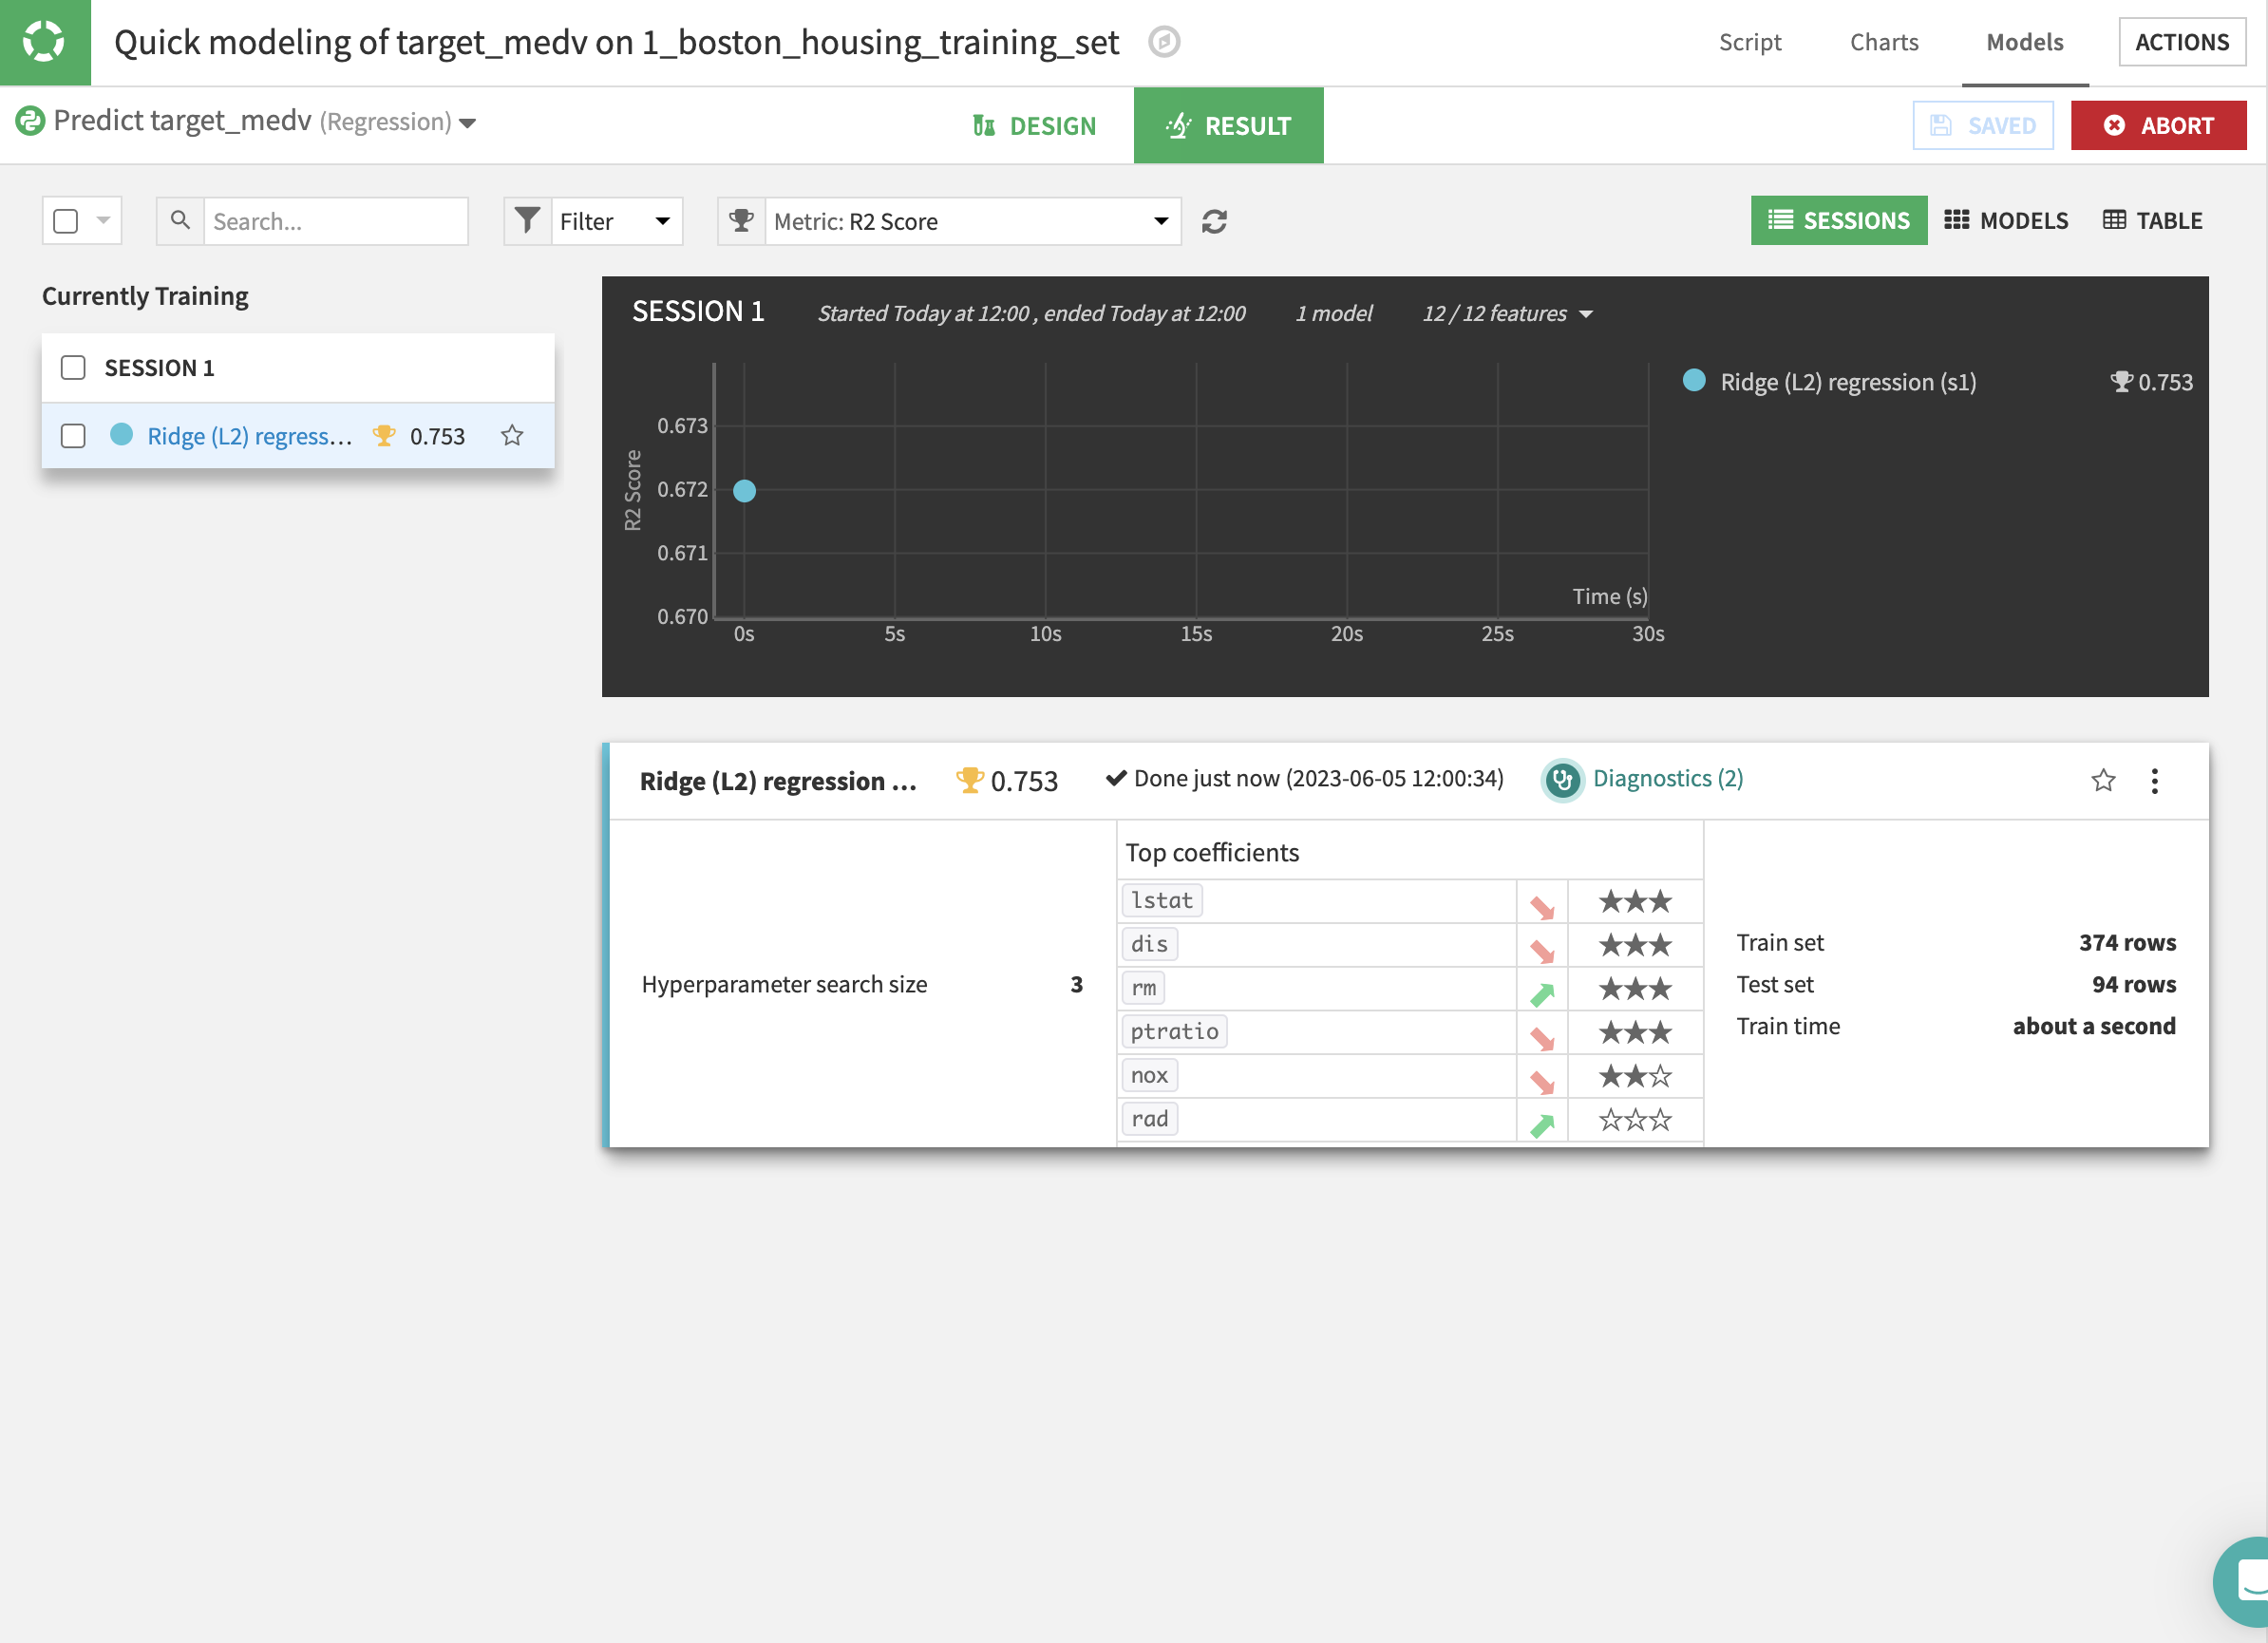 Quick modeling of target_medv on 1_boston_housing_training_set
Script Charts Models ACTIONS
Predict target_medv (Regression)
DESIGN RESULT SAVED ABORT
Search...
Filter
Metric: R2 Score
SESSIONS MODELS TABLE
Currently Training
SESSION 1
Ridge (L2) regress... 0.753
SESSION 1 Started Today at 12:00 , ended Today at 12:00 1 model 12 / 12 features
Ridge (L2) regression (s1) 0.753
R2 Score
0.673
0.672
0.671
0.670
Time (s)
0s 5s 10s 15s 20s 25s 30s
Ridge (L2) regression ... 0.753 Done just now (2023-06-05 12:00:34) Diagnostics (2)
Hyperparameter search size 3
Top coefficients
lstat
dis
rm
ptratio
nox
rad
Train set 374 rows
Test set 94 rows
Train time about a second